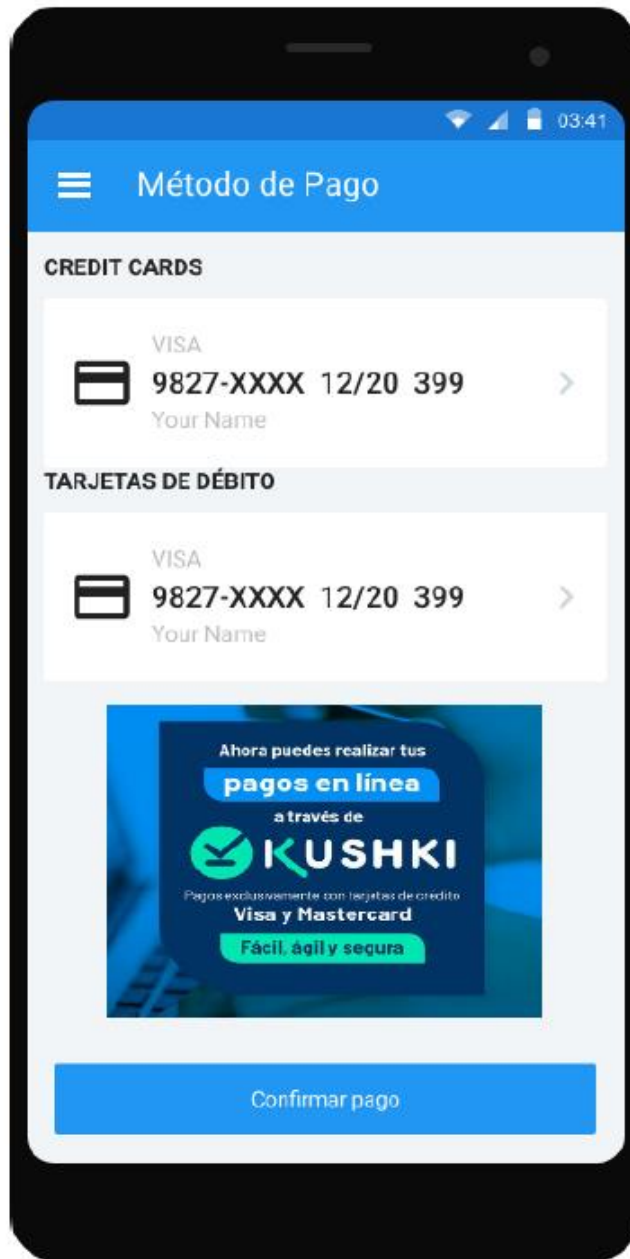 03:41
Método de Pago
CREDIT CARDS
VISA
9827-XXXX 12/20 399
Your Name
TARJETAS DE DÉBITO
VISA
9827-XXXX 12/20 399
Your Name
Ahora puedes realizar tus
pagos en línea
a través de
KUSHKI
Pagos exclusivamente con tarjetas de credito
Visa y Mastercard
Fácil, ágil y segura
Confirmar pago